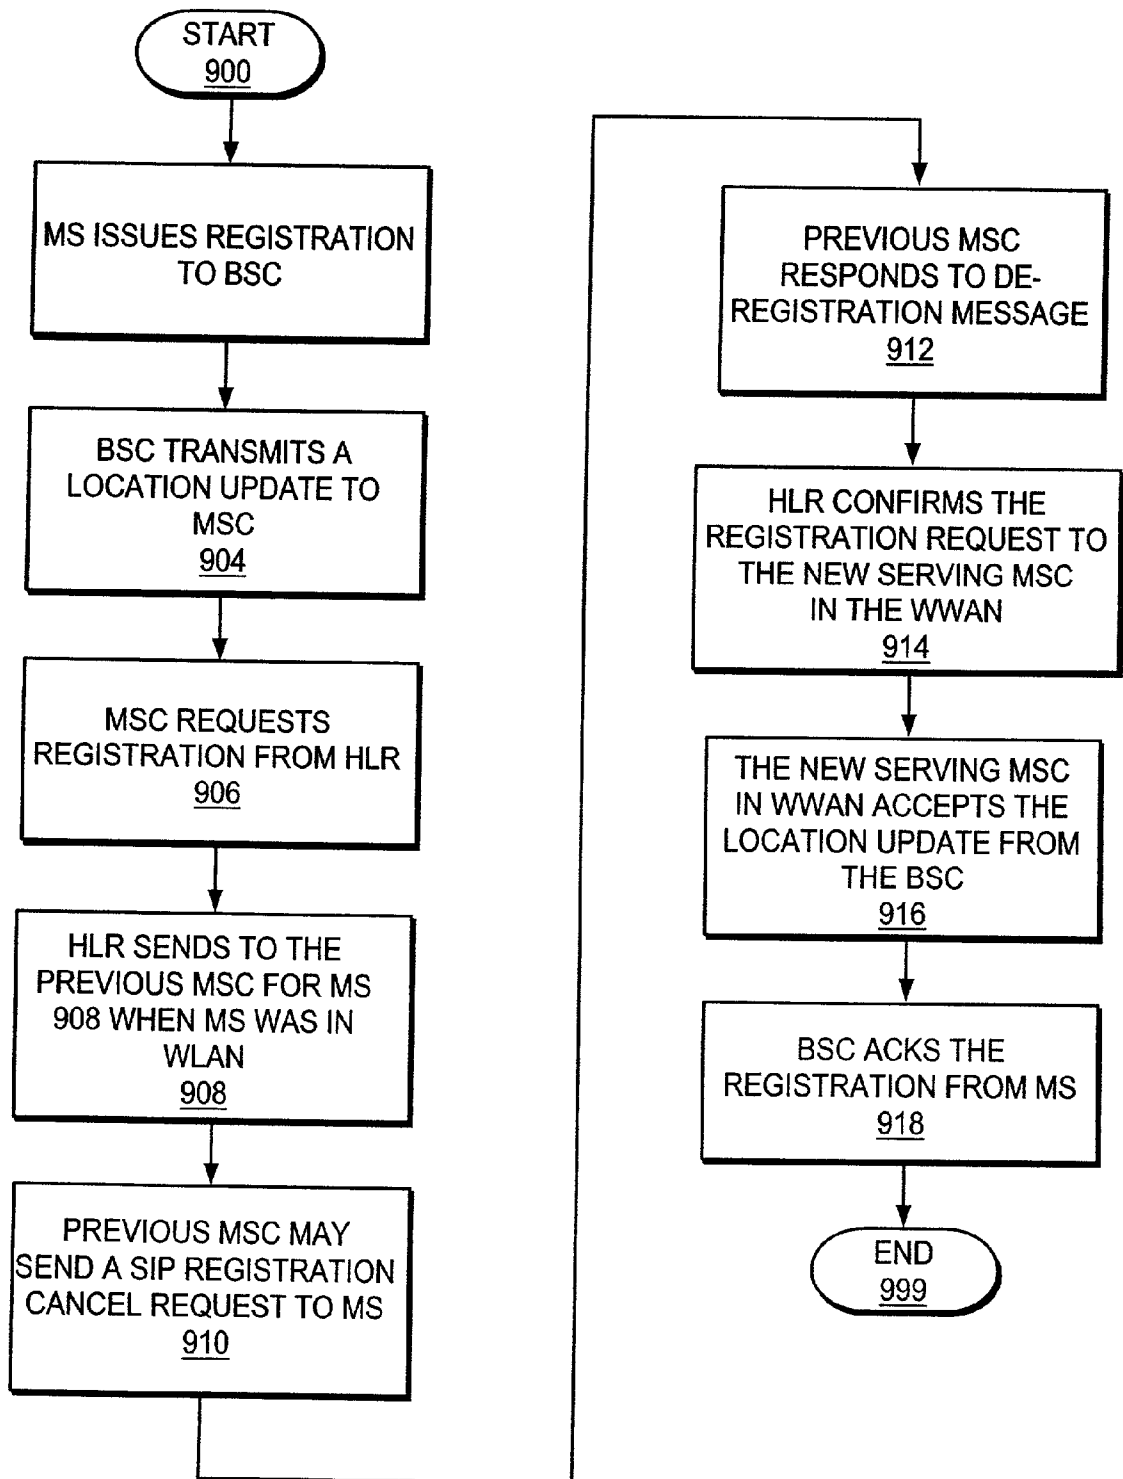 START
900
MS ISSUES REGISTRATION
TO BSC
BSC TRANSMITS A
LOCATION UPDATE TO
MSC
904
MSC REQUESTS
REGISTRATION FROM HLR
906
HLR SENDS TO THE
PREVIOUS MSC FOR MS
908 WHEN MS WAS IN
WLAN
908
PREVIOUS MSC MAY
SEND A SIP REGISTRATION
CANCEL REQUEST TO MS
910
PREVIOUS MSC
RESPONDS TO DE-
REGISTRATION MESSAGE
912
HLR CONFIRMS THE
REGISTRATION REQUEST TO
THE NEW SERVING MSC
IN THE WWAN
914
THE NEW SERVING MSC
IN WWAN ACCEPTS THE
LOCATION UPDATE FROM
THE BSC
916
BSC ACKS THE
REGISTRATION FROM MS
918
END
999